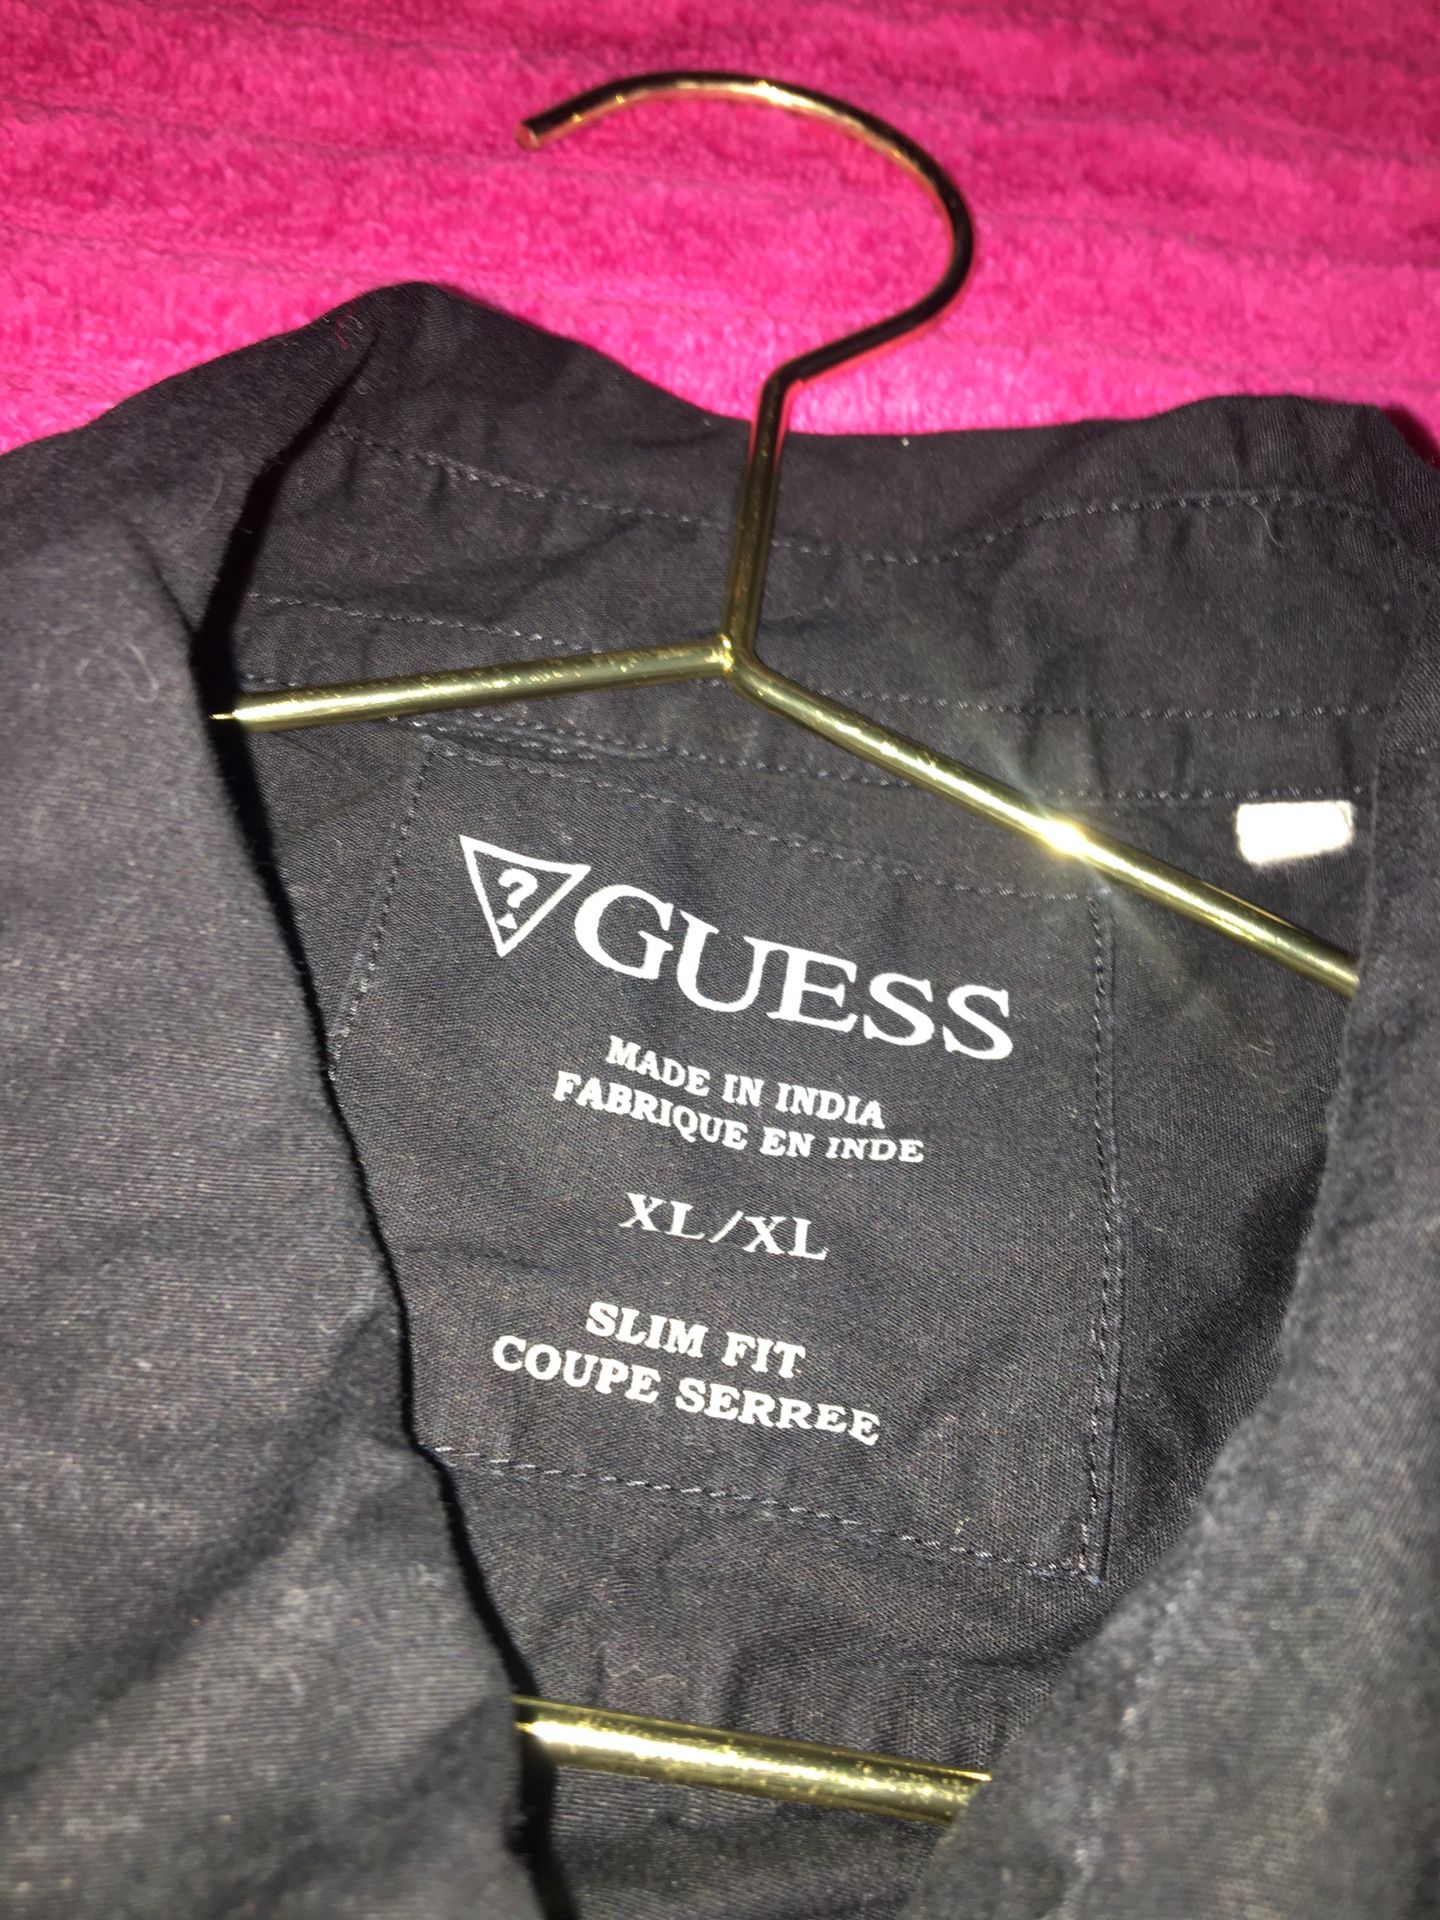 ? GUESS
MADE IN INDIA
FABRIQUE EN INDE
XL/XL
SLIM FIT
COUPE SERREE